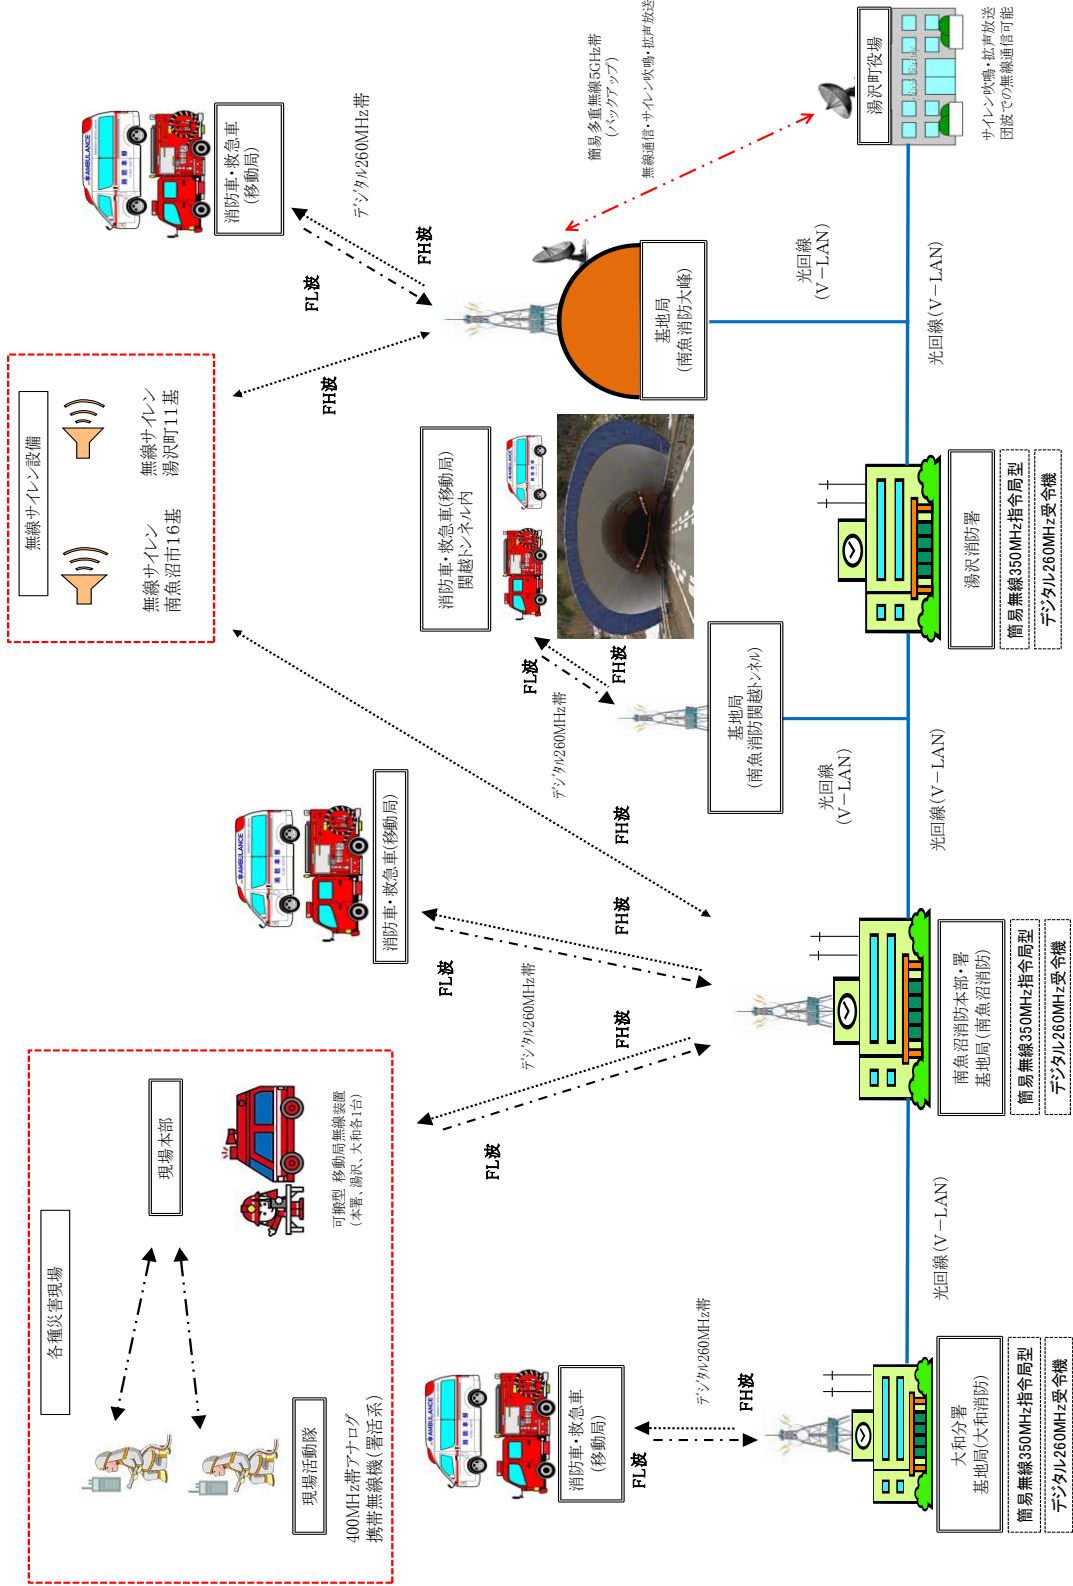 各種災害現場
現場本部
現場活動隊
400MHz帯アナログ
携帯無線機(署活系)
可搬型 移動局無線装置
(本署、湯沢、大和各1台)
AMBULANCE
消防本部
消防車・救急車(移動局)
無線サイレン設備
無線サイレン
南魚沼市16基
無線サイレン
湯沢町11基
AMBULANCE
消防本部
消防車・救急車
(移動局)
デジタル260MHz帯
FL波
FH波
FH波
消防車・救急車(移動局)
関越トンネル内
AMBULANCE
FL波
FH波
デジタル260MHz帯
簡易多重無線5GHz帯
(バックアップ)
無線通信・サイレン吹鳴・拡声放送
AMBULANCE
消防本部
消防車・救急車
(移動局)
FL波
FH波
デジタル260MHz帯
FL波
FH波
デジタル260MHz帯
FL波
FH波
FH波
基地局
(南魚消防関越トンネル)
基地局
(南魚消防大峰)
湯沢町役場
サイレン吹鳴・拡声放送
団波での無線通信可能
光回線
(V－LAN)
光回線
(V－LAN)
光回線(V－LAN)
光回線(V－LAN)
光回線(V－LAN)
大和分署
基地局(大和消防)
簡易無線350MHz指令局型
デジタル260MHz受令機
南魚沼消防本部・署
基地局(南魚沼消防)
簡易無線350MHz指令局型
デジタル260MHz受令機
湯沢消防署
簡易無線350MHz指令局型
デジタル260MHz受令機